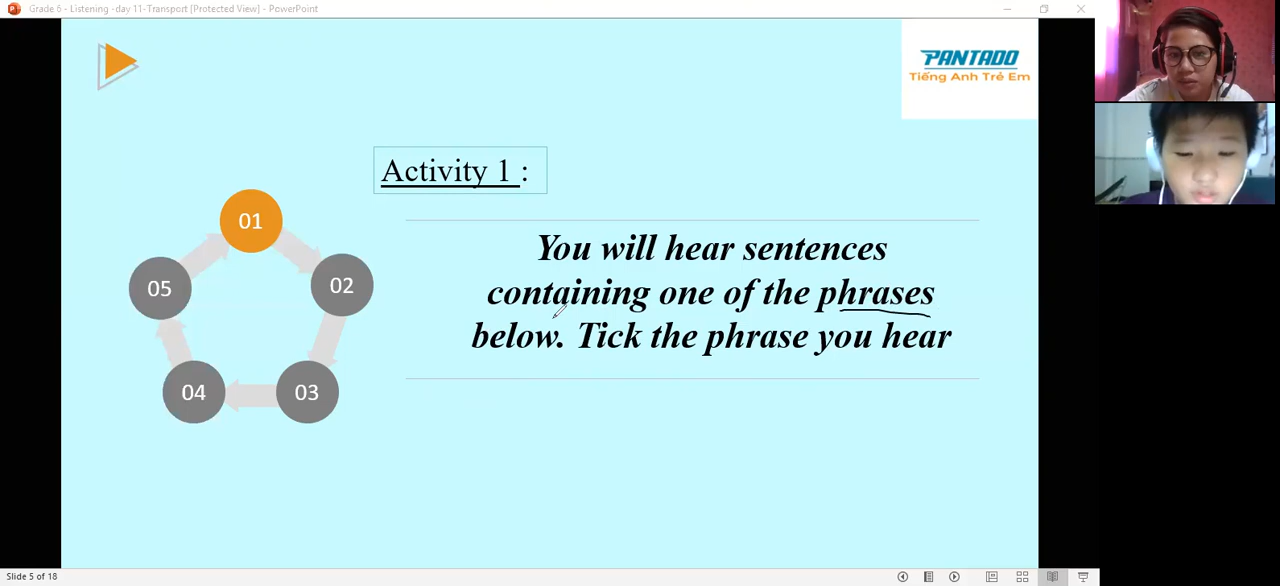 Grade 6 - Listening -day 11-Transport [Protected View] - PowerPoint
PANTADO
Tiếng Anh Trẻ Em
Activity 1 :
01
02
03
04
05
You will hear sentences
containing one of the phrases
below. Tick the phrase you hear
Slide 5 of 18